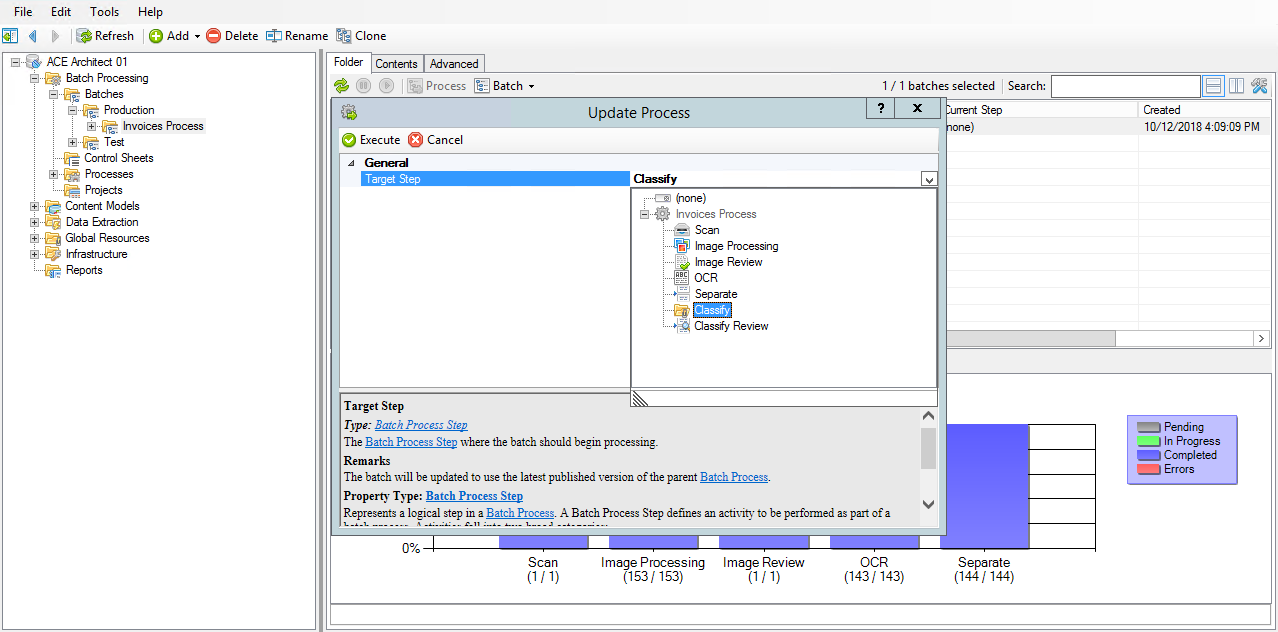 File Edit Tools Help
Refresh Add Delete Rename Clone
ACE Architect 01
Batch Processing
Batches
Production
Invoices Process
Test
Control Sheets
Processes
Projects
Content Models
Data Extraction
Global Resources
Infrastructure
Reports
Folder Contents Advanced
Process Batch 1 / 1 batches selected Search:
Current Step Created
(none) 10/12/2018 4:09:09 PM
Update Process ? X
Execute Cancel
General
Target Step Classify
(none)
Invoices Process
Scan
Image Processing
Image Review
OCR
Separate
Classify
Classify Review
Target Step
Type: Batch Process Step
The Batch Process Step where the batch should begin processing.
Remarks
The batch will be updated to use the latest published version of the parent Batch Process.
Property Type: Batch Process Step
Represents a logical step in a Batch Process. A Batch Process Step defines an activity to be performed as part of a
batch process. Activities fall into two broad categories:
Pending
In Progress
Completed
Errors
0%
Scan Image Processing Image Review OCR Separate
(1 / 1) (153 / 153) (1 / 1) (143 / 143) (144 / 144)